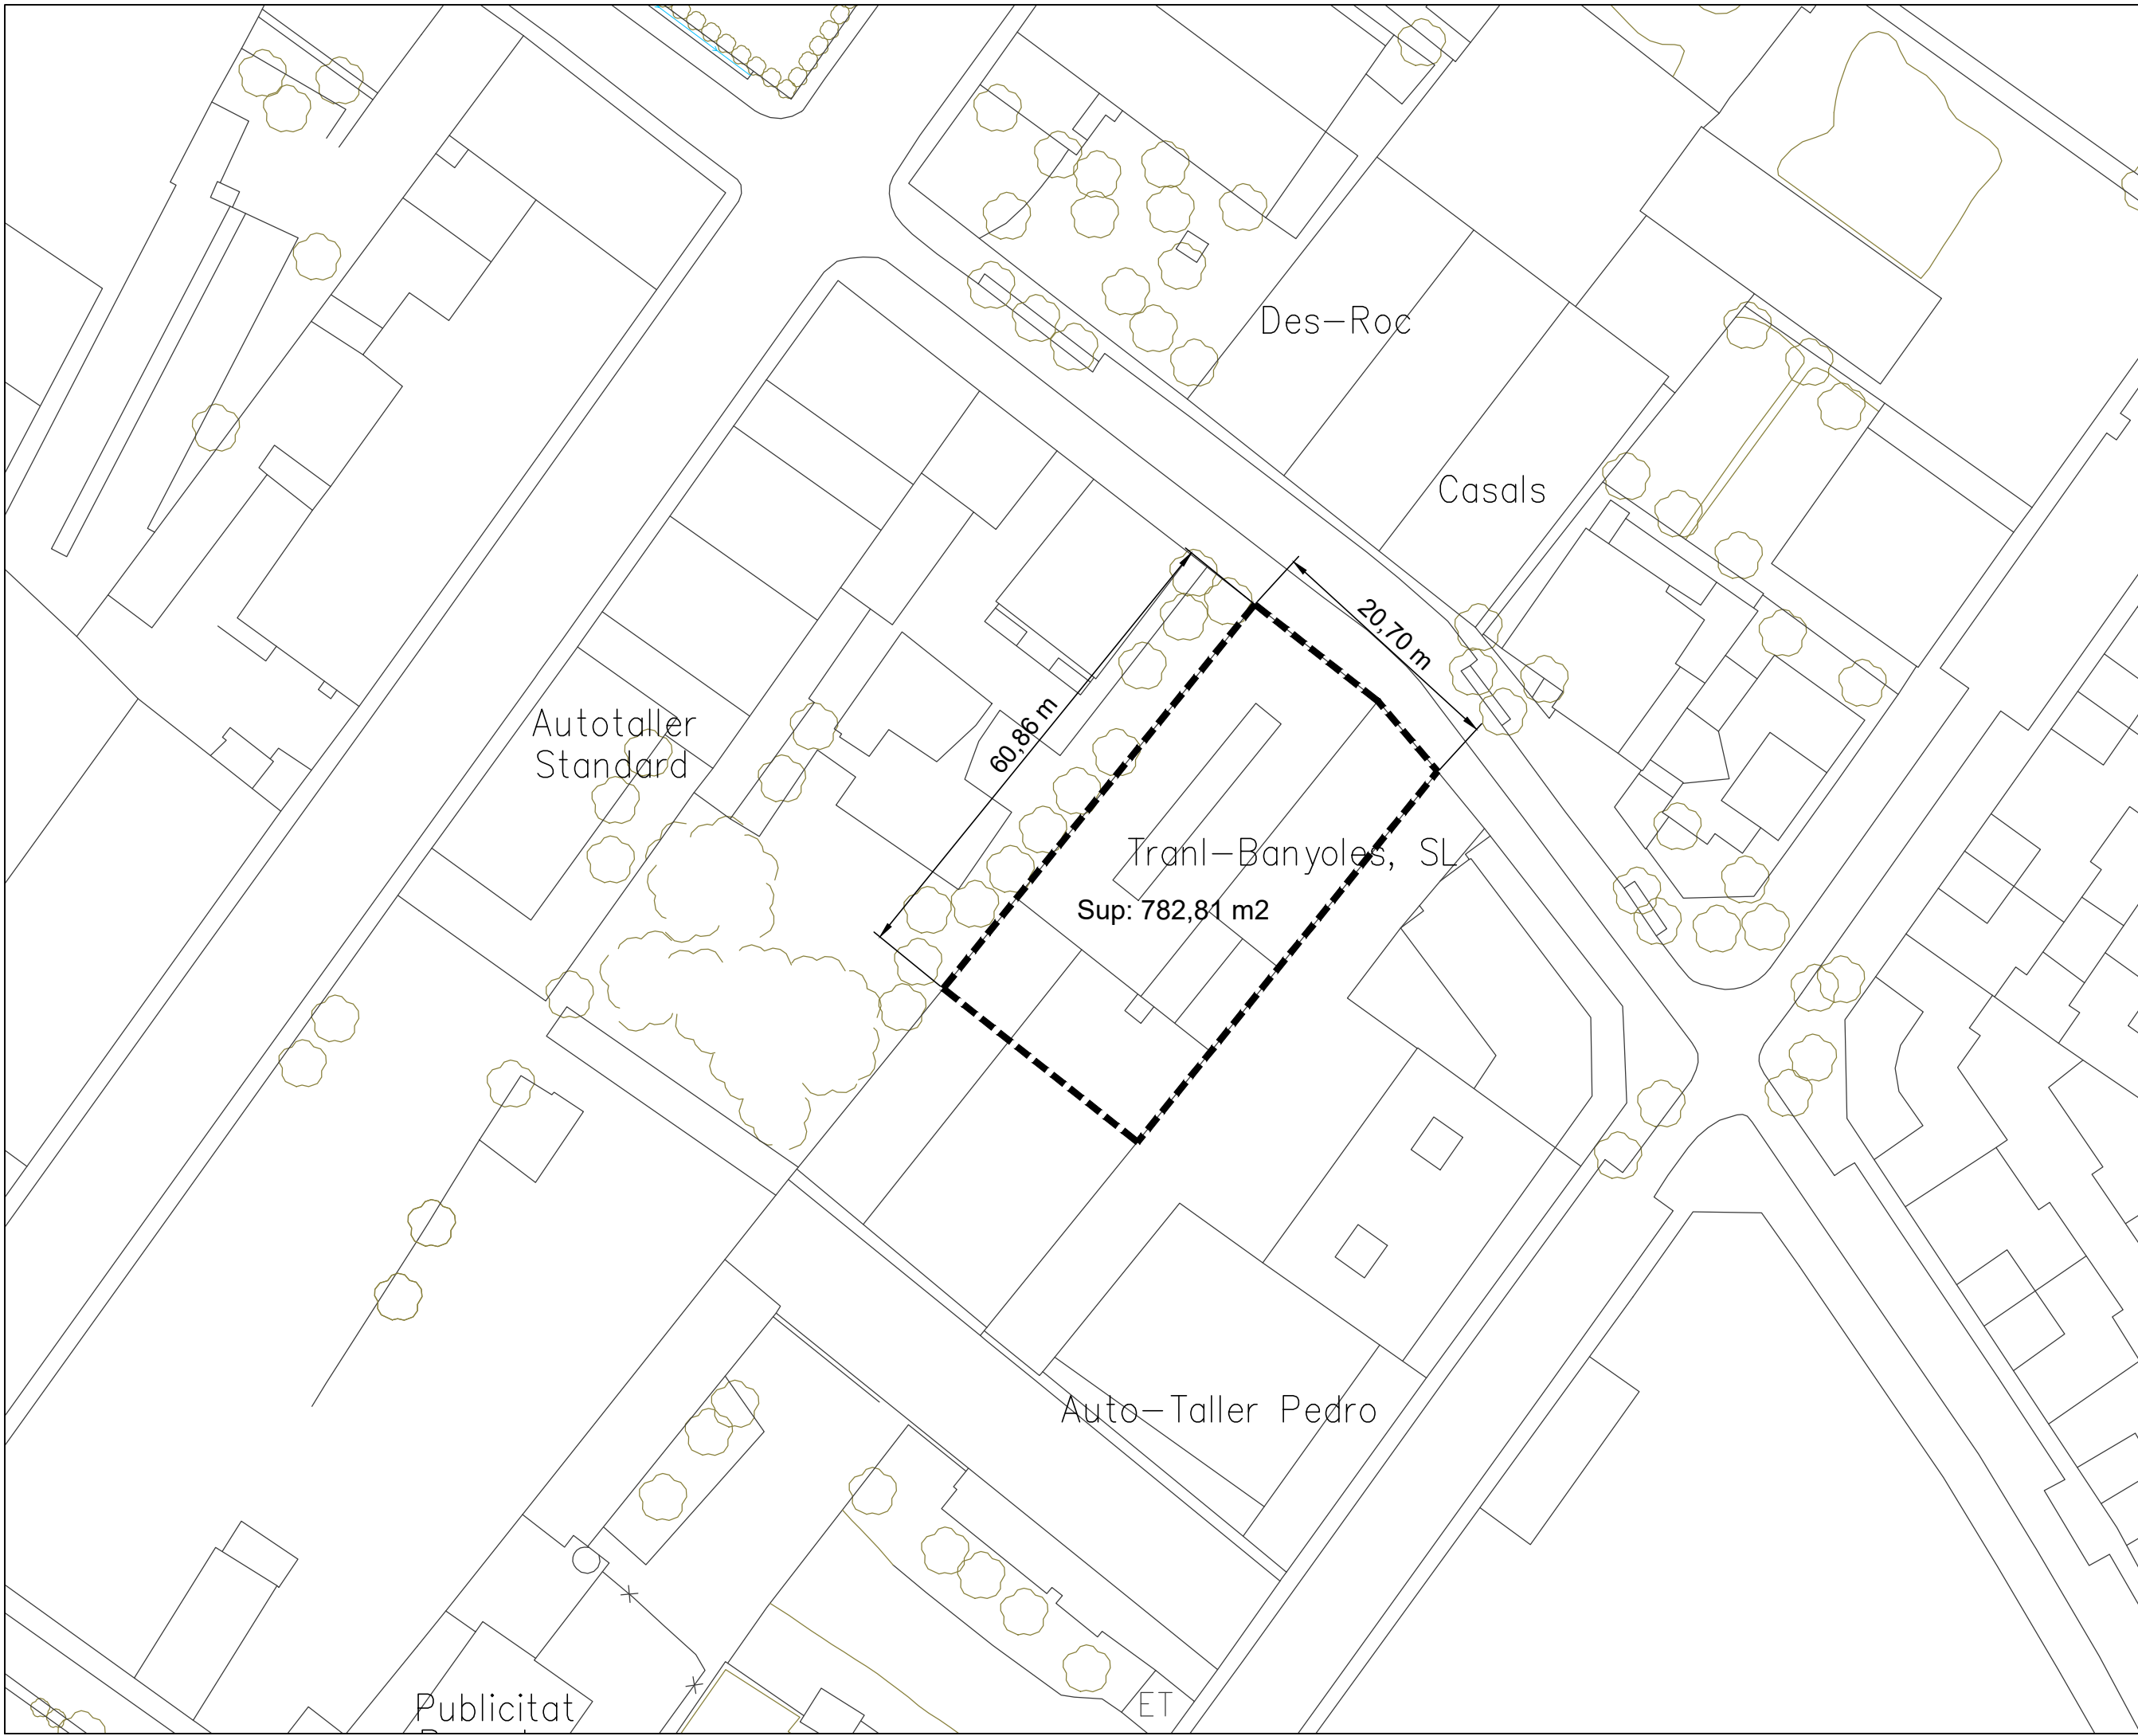 Des-Roc
Casals
20,70 m
60,86 m
Autotaller
Standard
Tranl-Banyoles, SL
Sup: 782,81 m2
Auto-Taller Pedro
Publicitat
ET